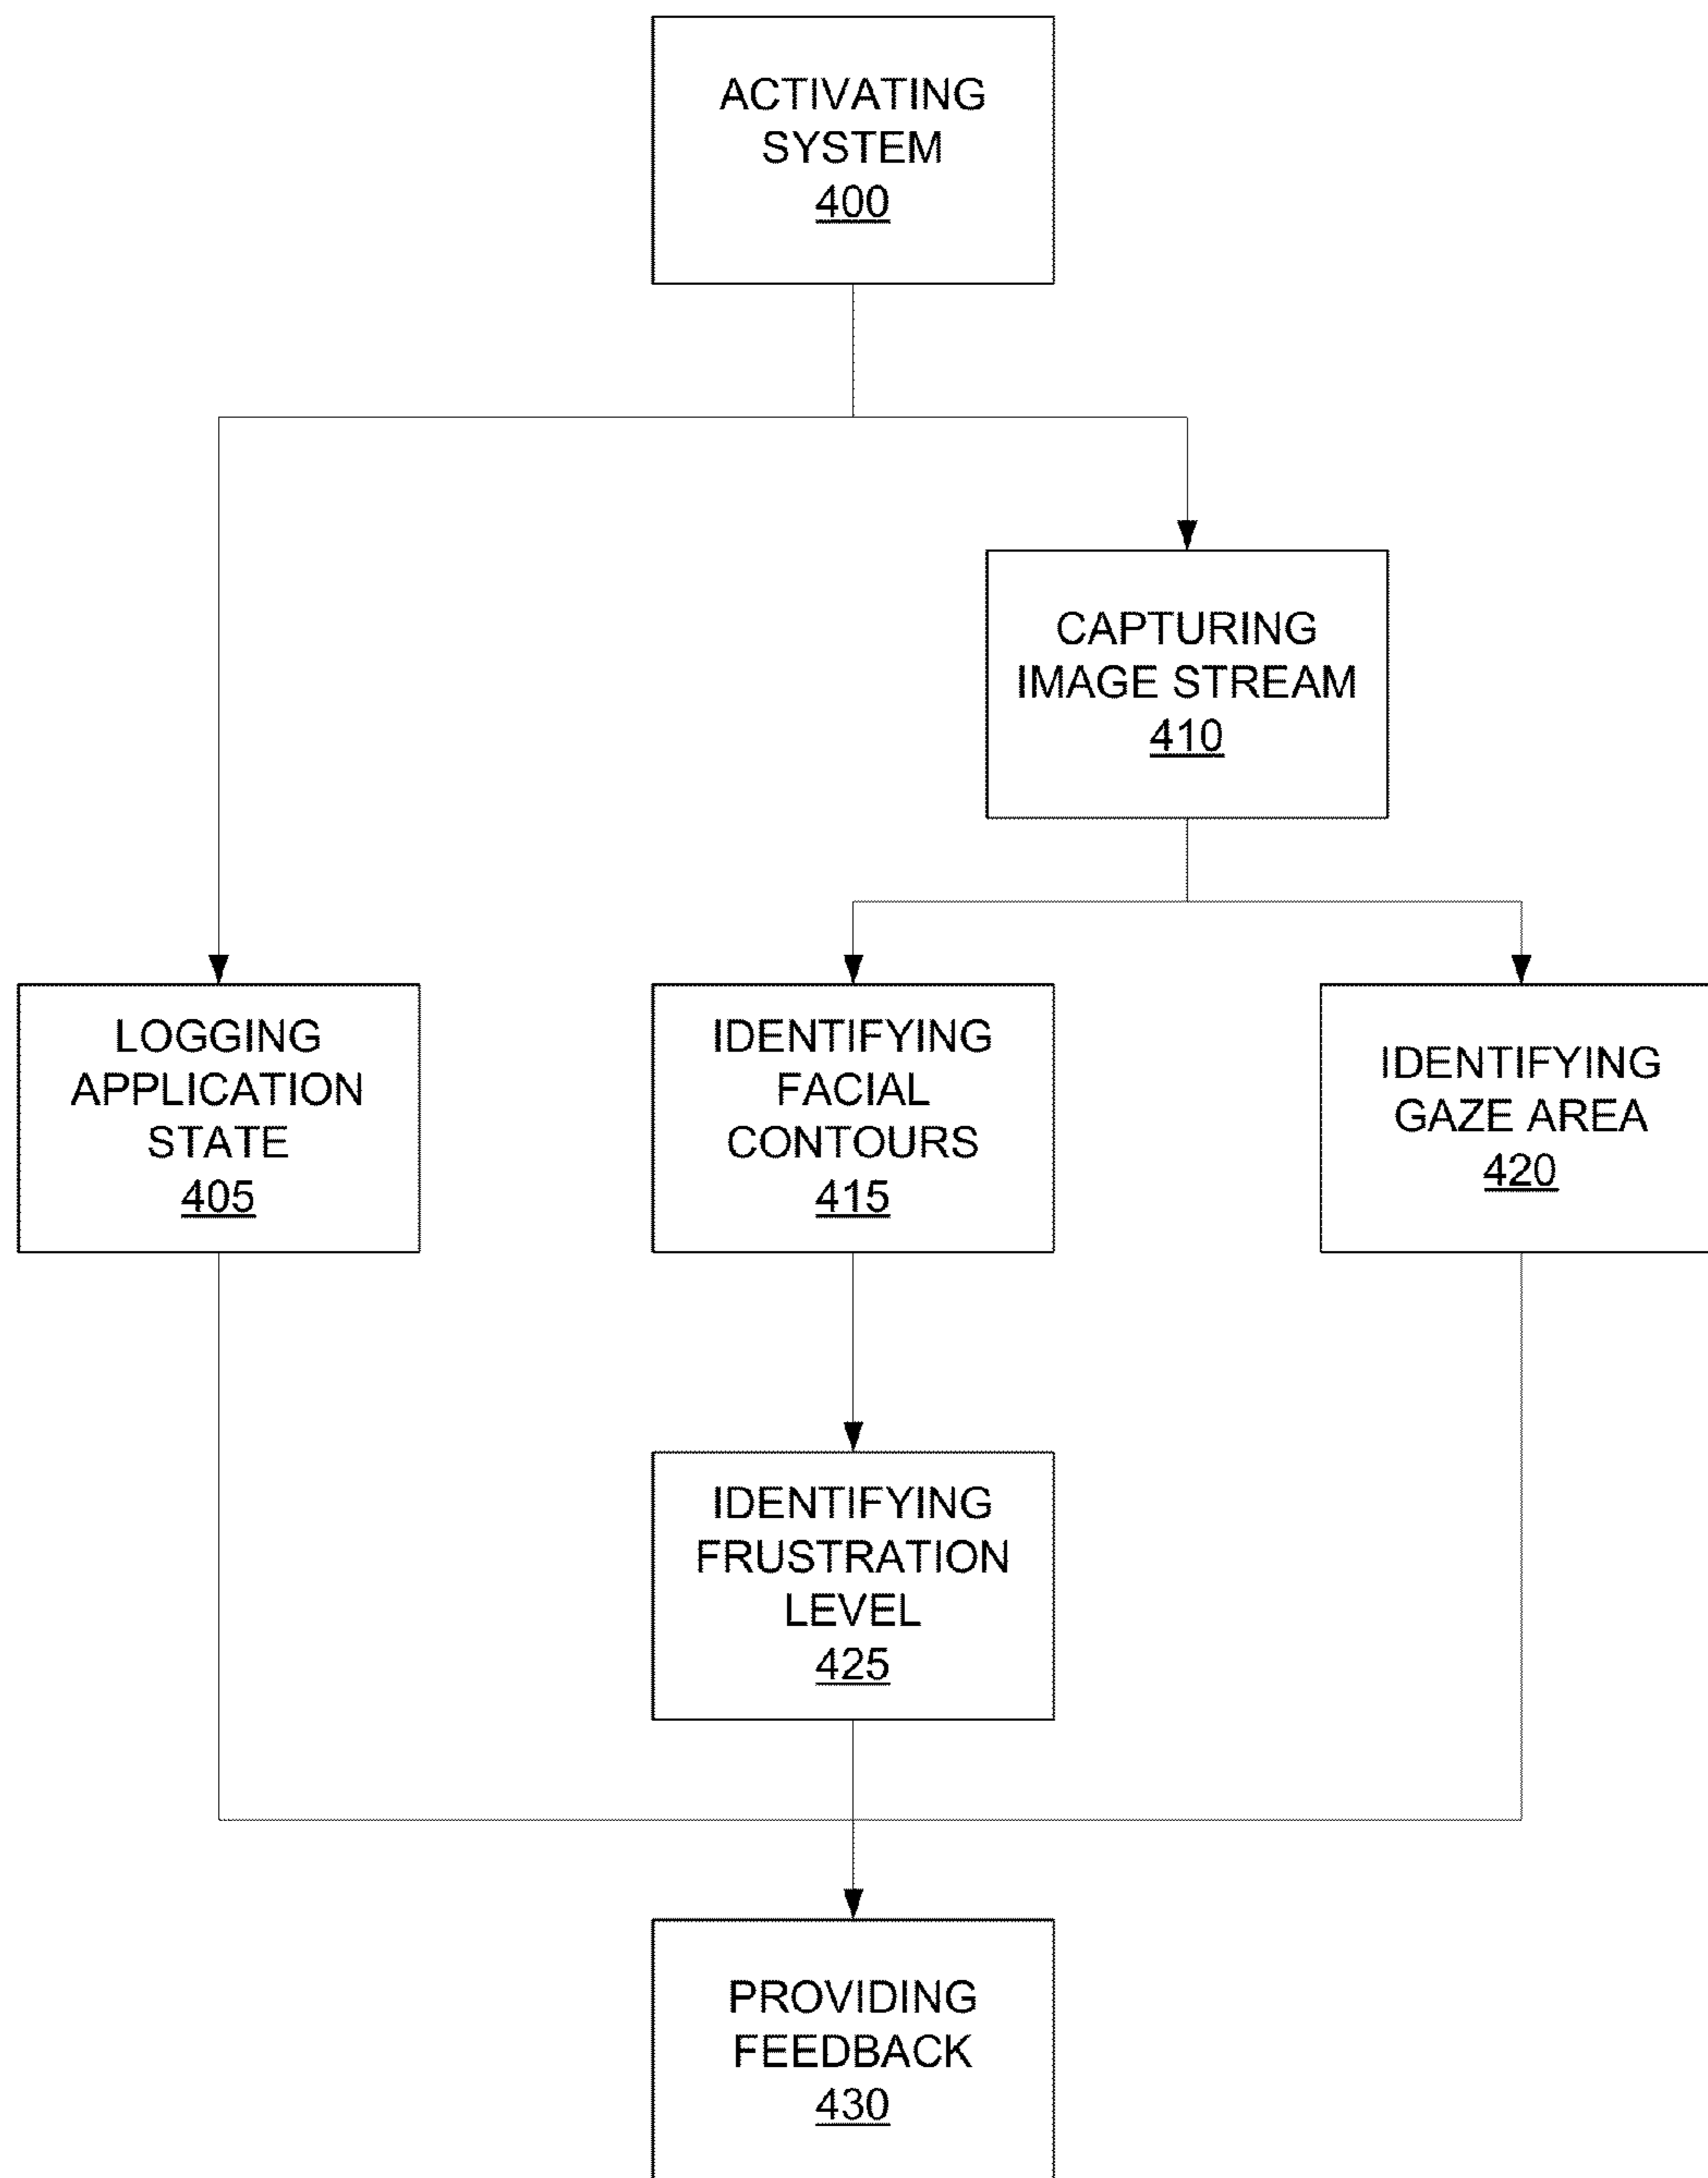 ACTIVATING
SYSTEM
400
CAPTURING
IMAGE STREAM
410
LOGGING
APPLICATION
STATE
405
IDENTIFYING
FACIAL
CONTOURS
415
IDENTIFYING
GAZE AREA
420
IDENTIFYING
FRUSTRATION
LEVEL
425
PROVIDING
FEEDBACK
430